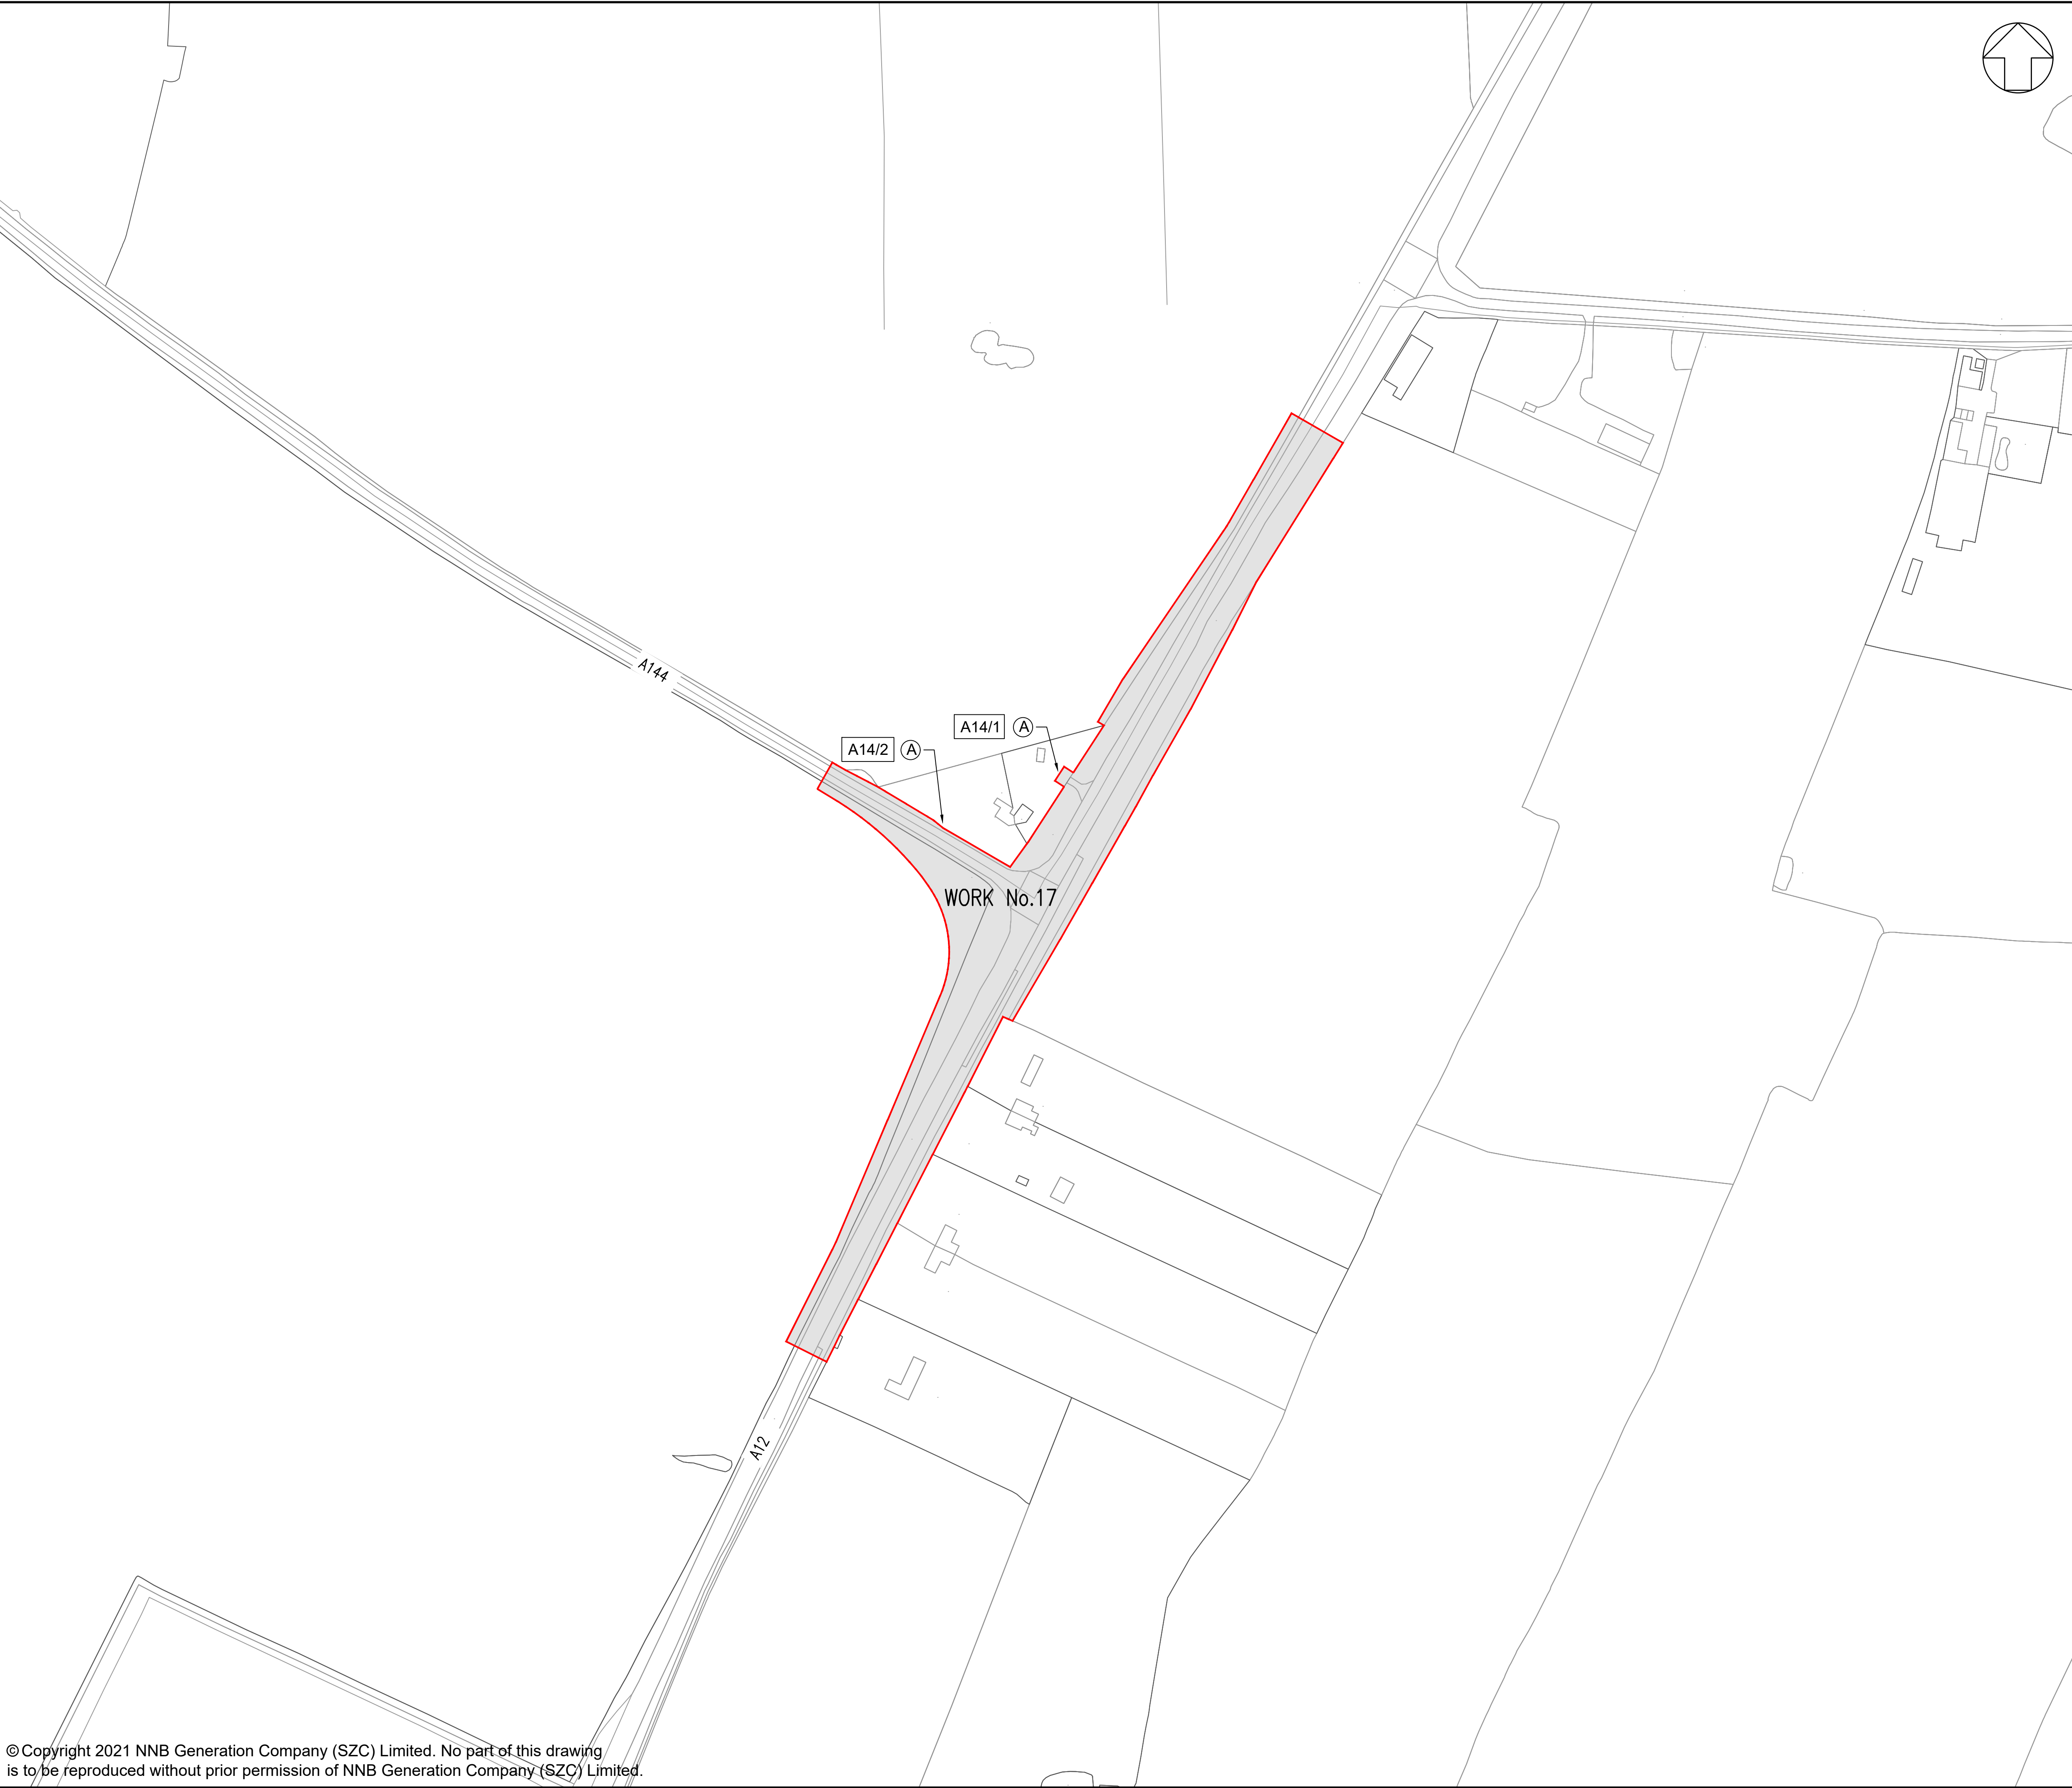 A144
A14/1 A
A14/2 A
WORK No.17
A12
© Copyright 2021 NNB Generation Company (SZC) Limited. No part of this drawing
is to be reproduced without prior permission of NNB Generation Company (SZC) Limited.